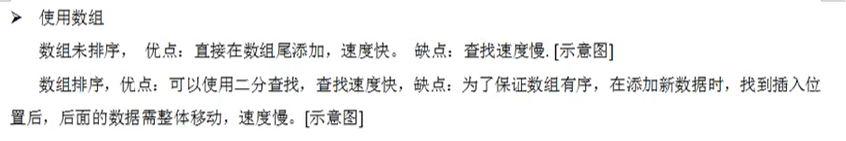 ➤ 使用数组
数组未排序， 优点：直接在数组尾添加，速度快。 缺点：查找速度慢. [示意图]
数组排序，优点：可以使用二分查找，查找速度快，缺点：为了保证数组有序，在添加新数据时，找到插入位
置后，后面的数据需整体移动，速度慢。[示意图]